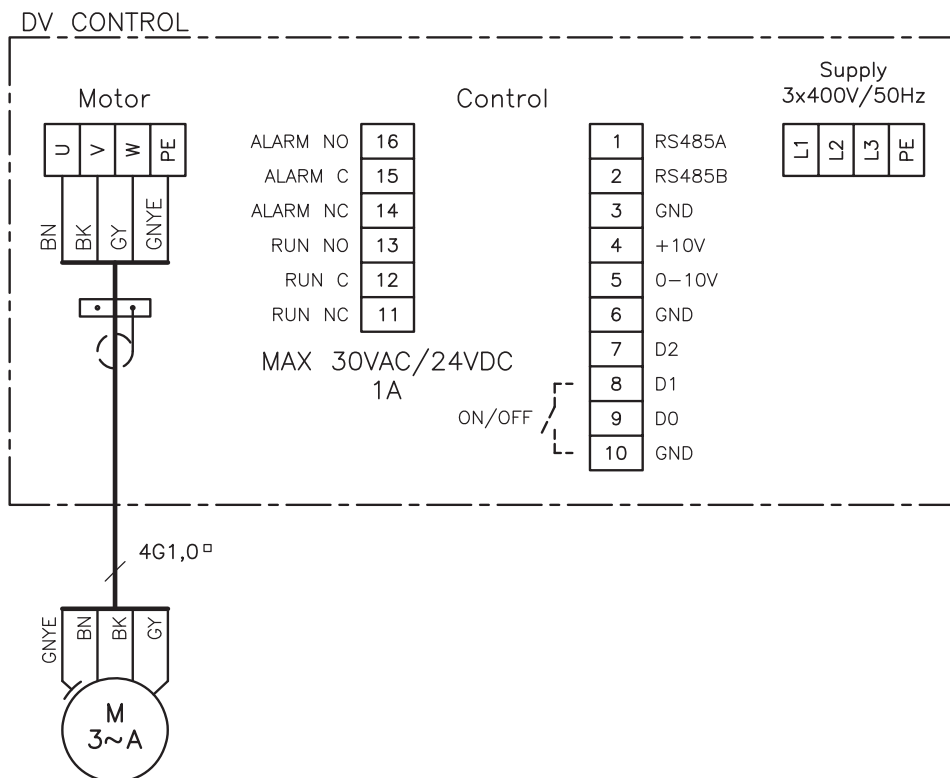 DV CONTROL
Motor
Control
Supply
3x400V/50Hz
U V W PE
L1 L2 L3 PE
ALARM NO 16
ALARM C 15
ALARM NC 14
RUN NO 13
RUN C 12
RUN NC 11
MAX 30VAC/24VDC
1A
1 RS485A
2 RS485B
3 GND
4 +10V
5 0-10V
6 GND
7 D2
8 D1
9 D0
10 GND
ON/OFF
BN BK GY GNYE
4G1,0▫
GNYE BN BK GY
M
3~A